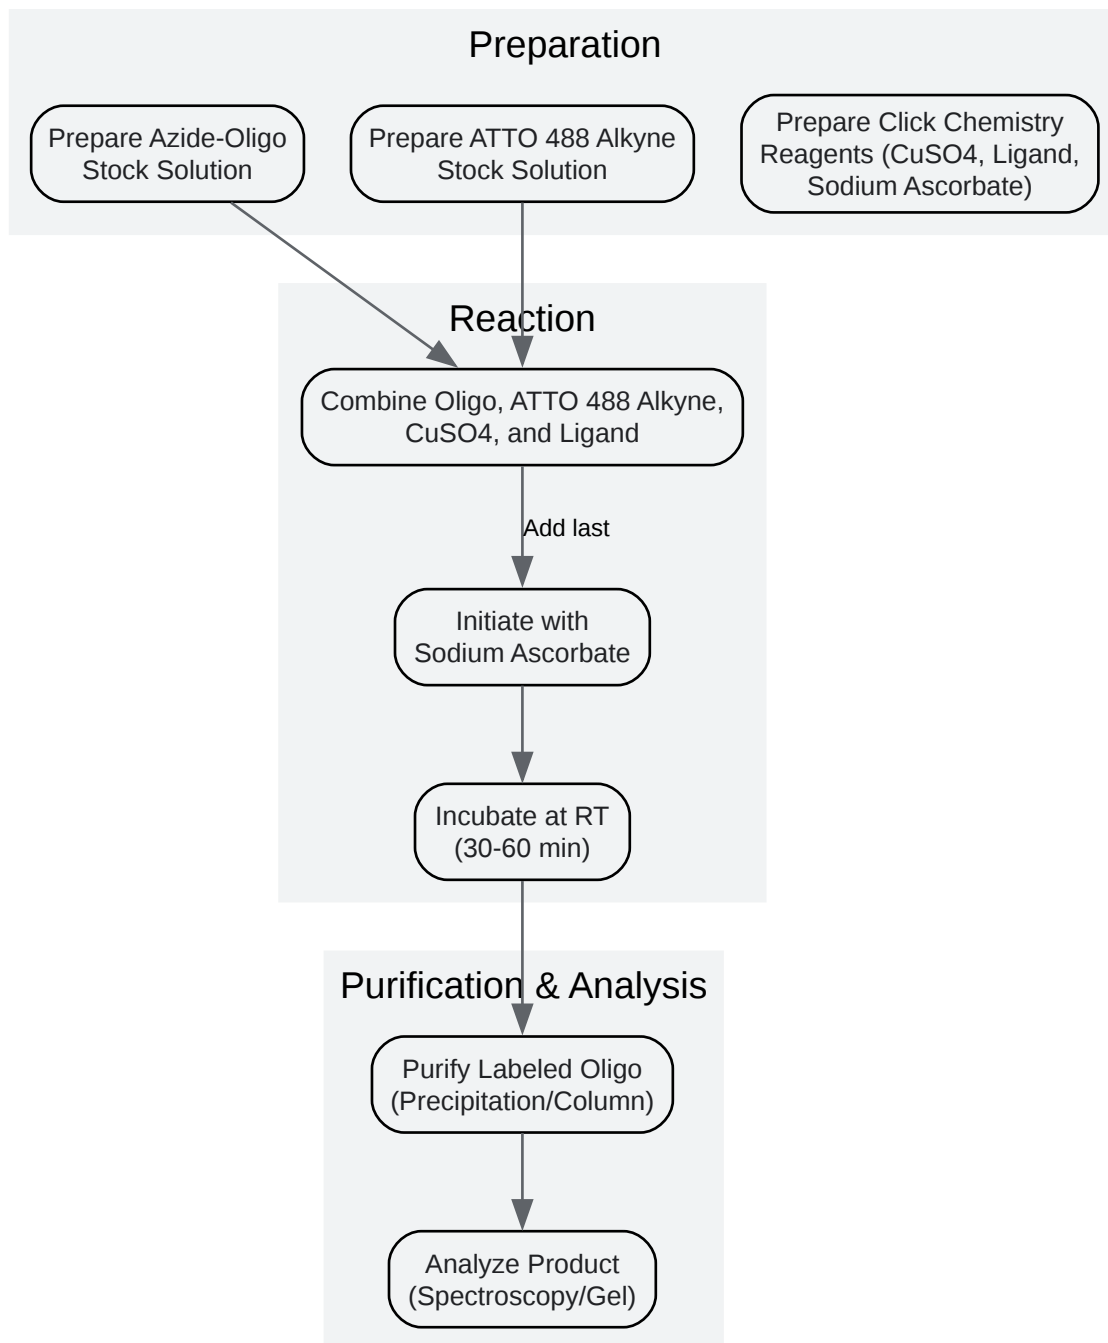 Preparation
Prepare Azide-Oligo
Stock Solution
Prepare ATTO 488 Alkyne
Stock Solution
Prepare Click Chemistry
Reagents (CuSO4, Ligand,
Sodium Ascorbate)
Reaction
Combine Oligo, ATTO 488 Alkyne,
CuSO4, and Ligand
Add last
Initiate with
Sodium Ascorbate
Incubate at RT
(30-60 min)
Purification & Analysis
Purify Labeled Oligo
(Precipitation/Column)
Analyze Product
(Spectroscopy/Gel)